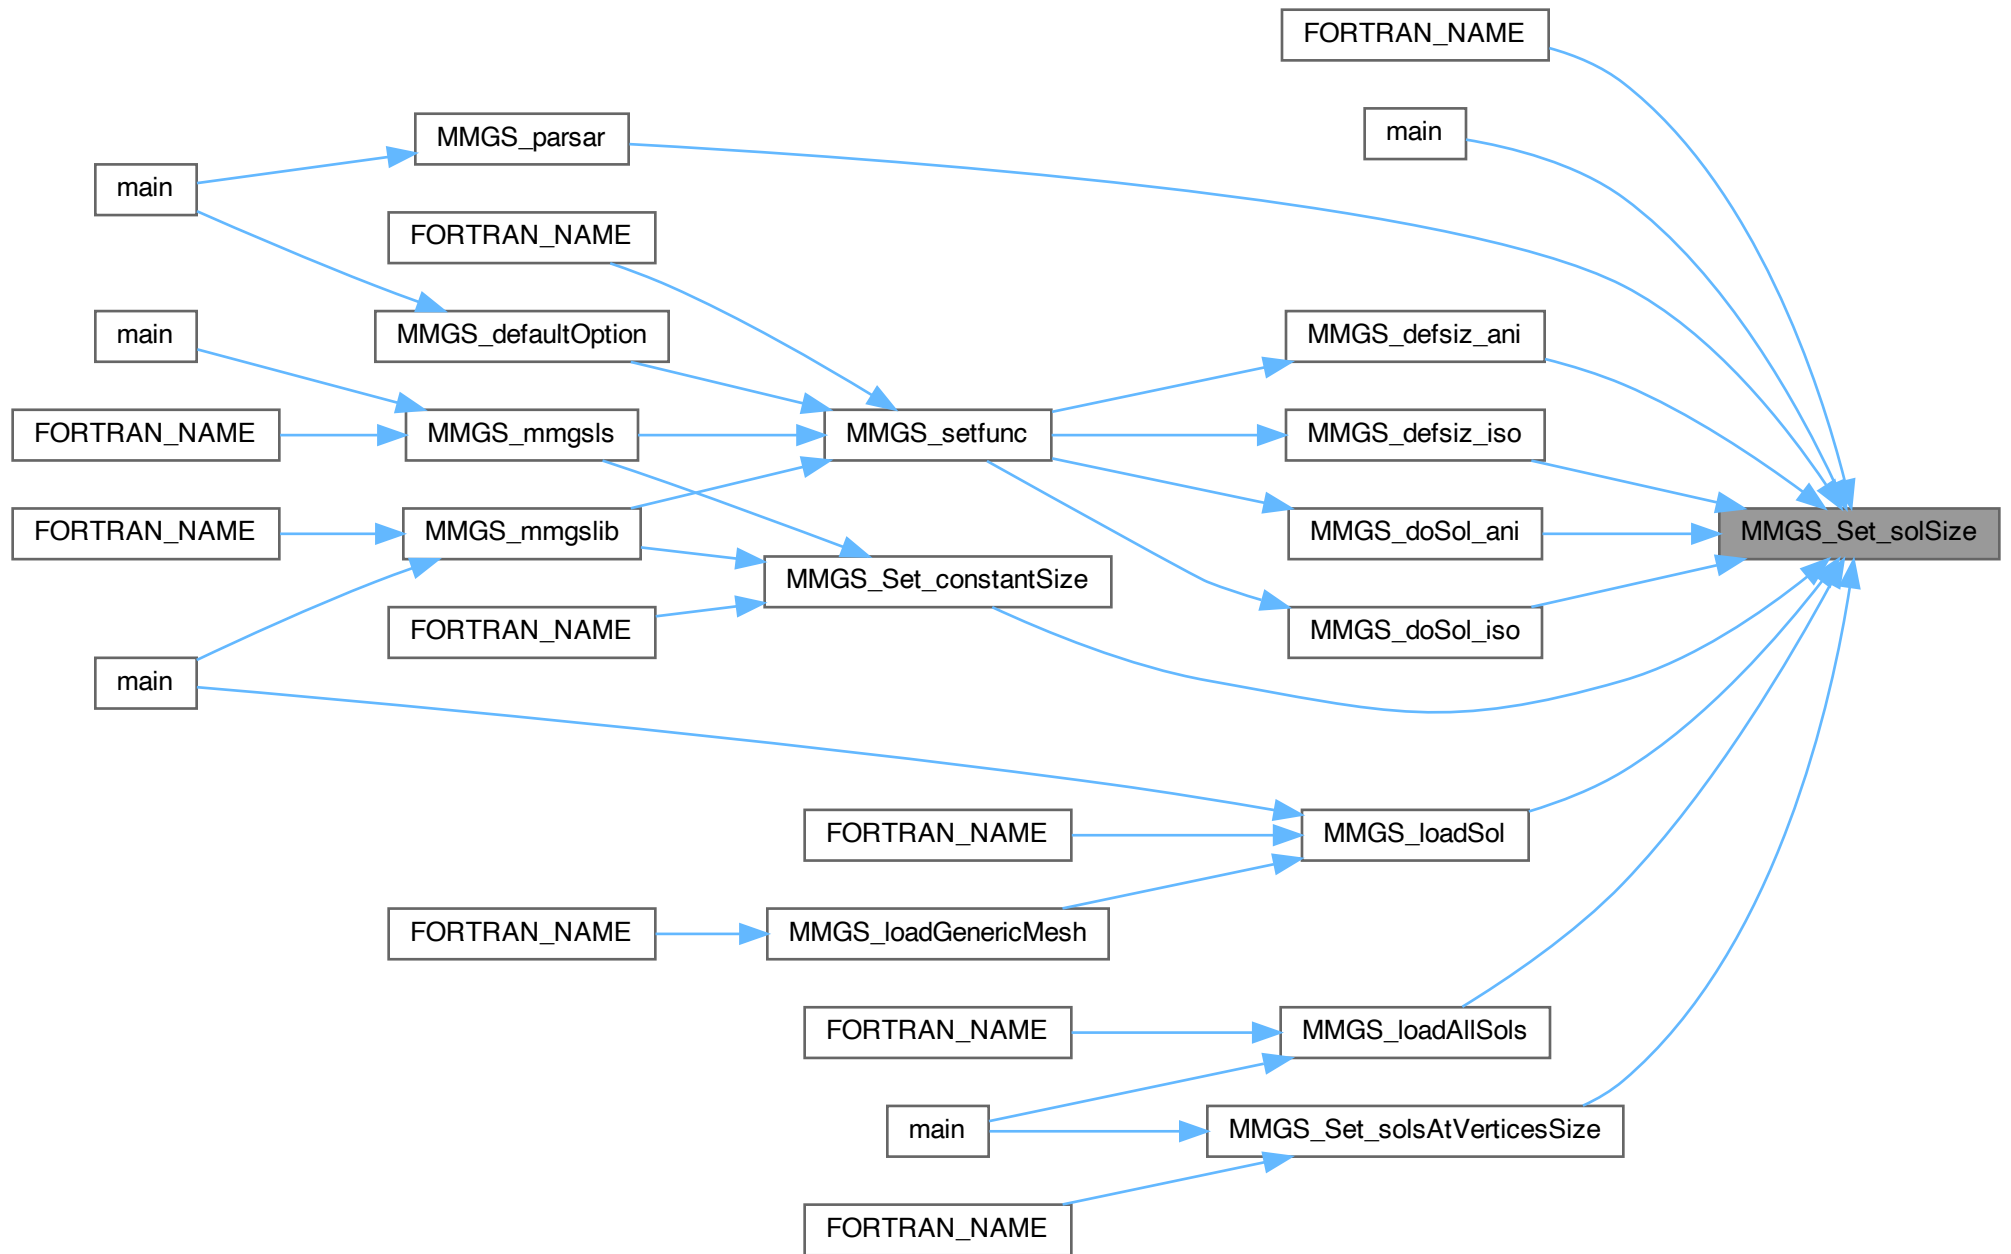 FORTRAN_NAME
main
MMGS_parsar
main
FORTRAN_NAME
MMGS_defaultOption
main
MMGS_defsiz_ani
MMGS_mmgsls
FORTRAN_NAME
MMGS_setfunc
MMGS_defsiz_iso
FORTRAN_NAME
MMGS_mmgslib
MMGS_doSol_ani
MMGS_Set_solSize
MMGS_Set_constantSize
FORTRAN_NAME
MMGS_doSol_iso
main
FORTRAN_NAME
MMGS_loadSol
FORTRAN_NAME
MMGS_loadGenericMesh
FORTRAN_NAME
MMGS_loadAllSols
main
MMGS_Set_solsAtVerticesSize
FORTRAN_NAME